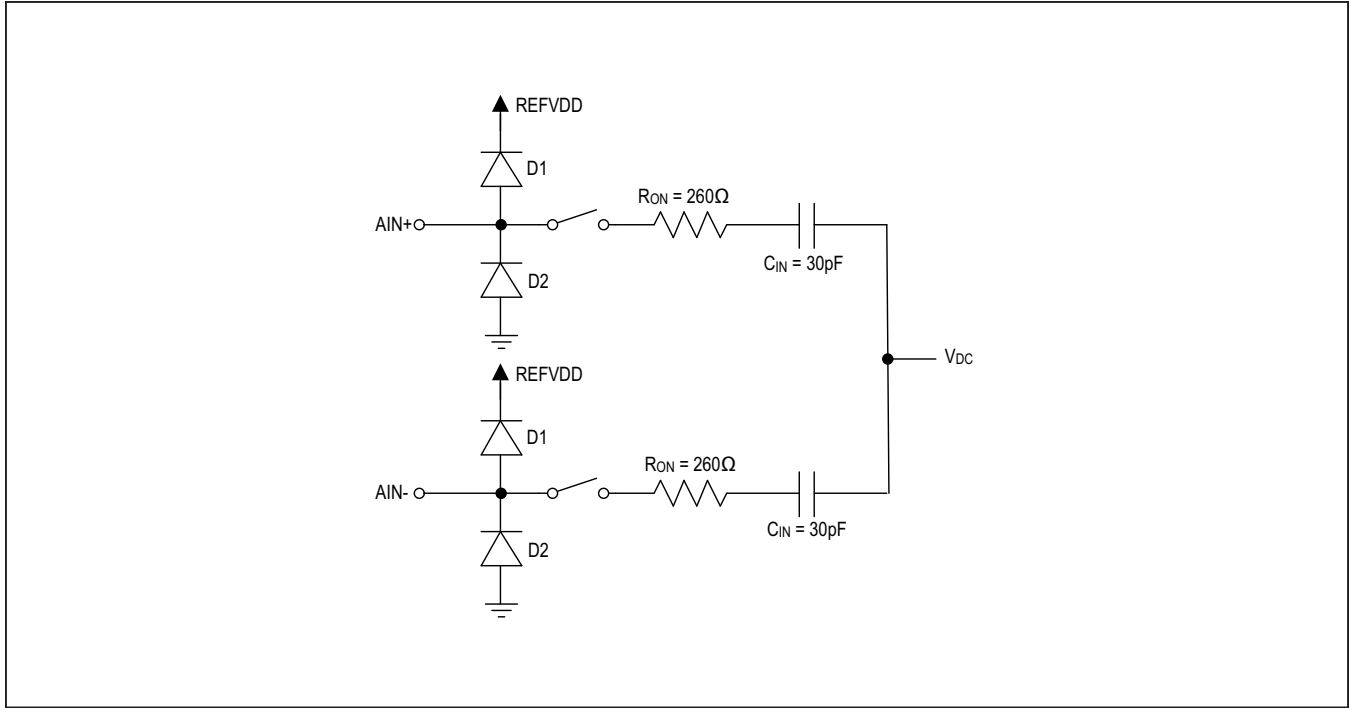 REFVDD
D1
RON = 260Ω
AIN+
CIN = 30pF
D2
VDC
REFVDD
D1
RON = 260Ω
AIN-
CIN = 30pF
D2